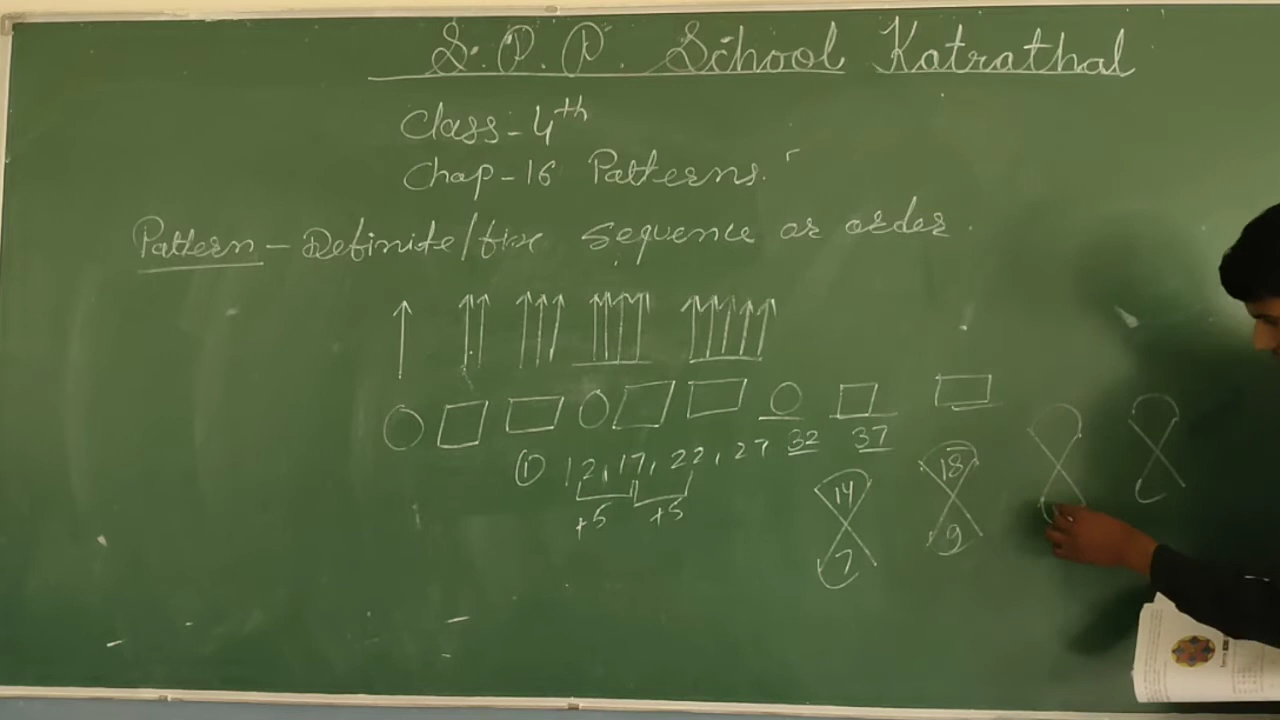 S. P. P. School Katrathal
Class - 4th
Chap - 16 Patterns.
Pattern - Definite/fix sequence or order.
① 12, 17, 22, 27 32 37
+5 +5
14 18
7 9